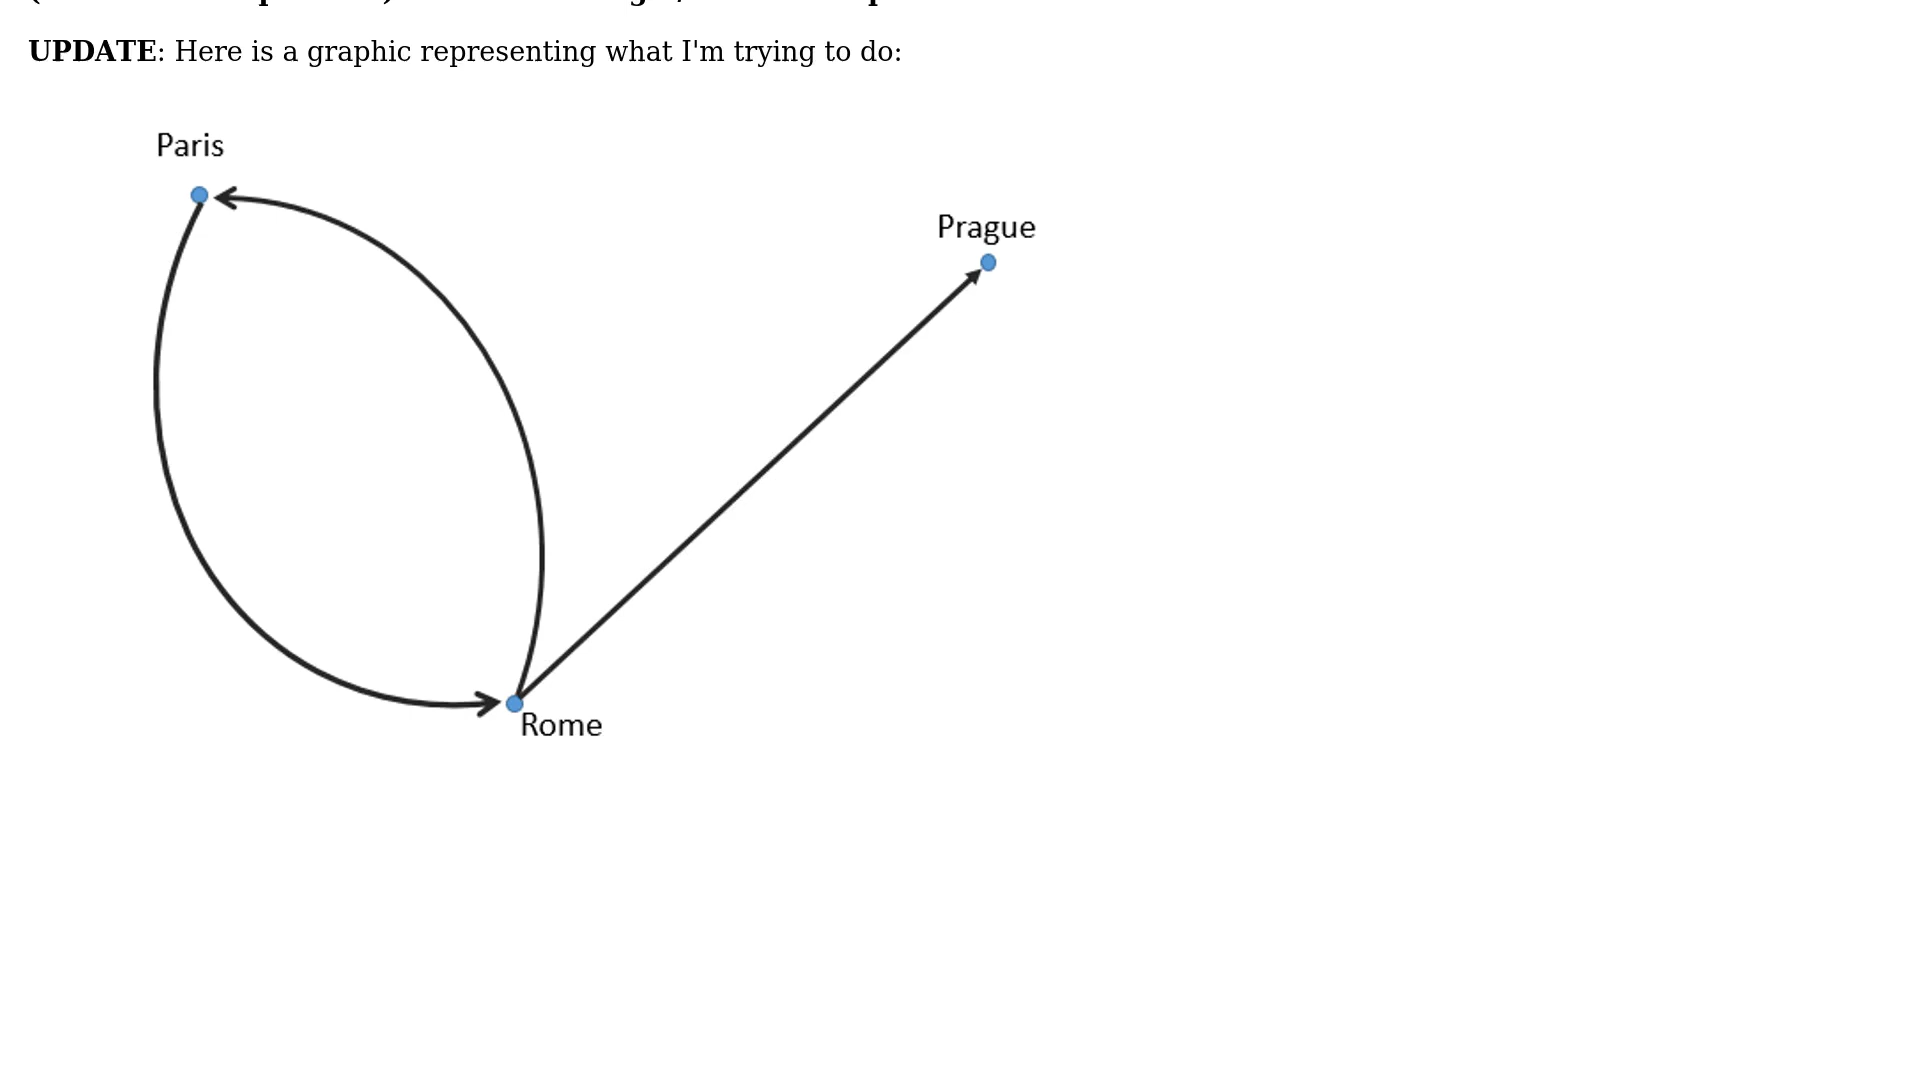 UPDATE: Here is a graphic representing what I'm trying to do:
Paris
Prague
Rome